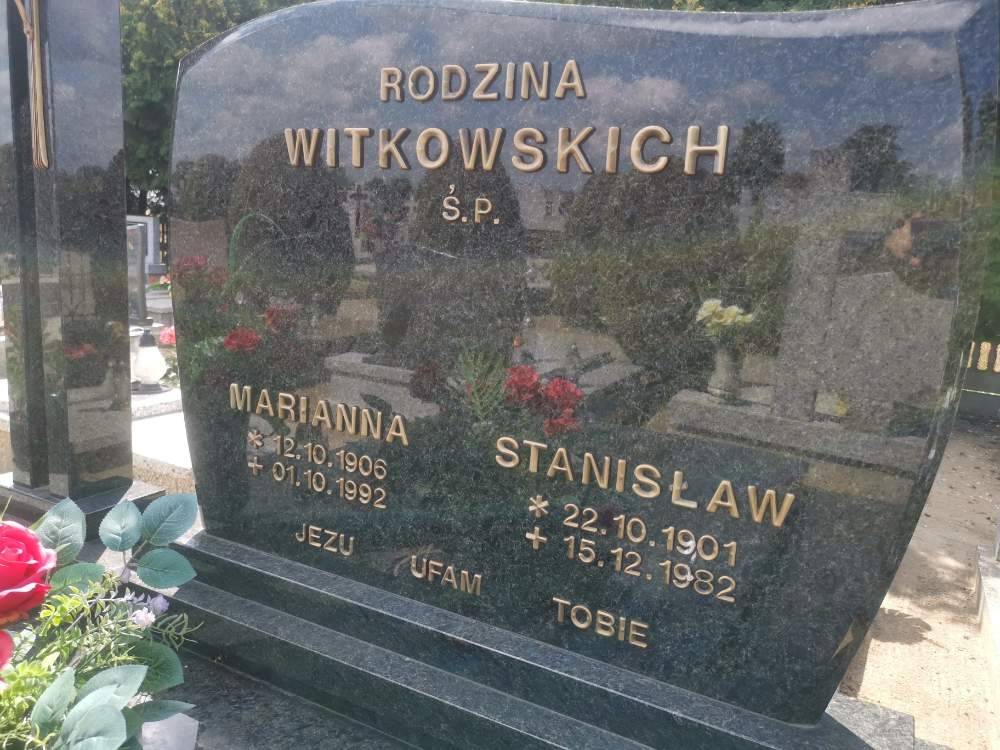 RODZINA
WITKOWSKICH
Ś.P.
MARIANNA
* 12.10.1906
+ 01.10.1992
STANISŁAW
* 22.10.1901
+ 15.12.1982
JEZU UFAM TOBIE